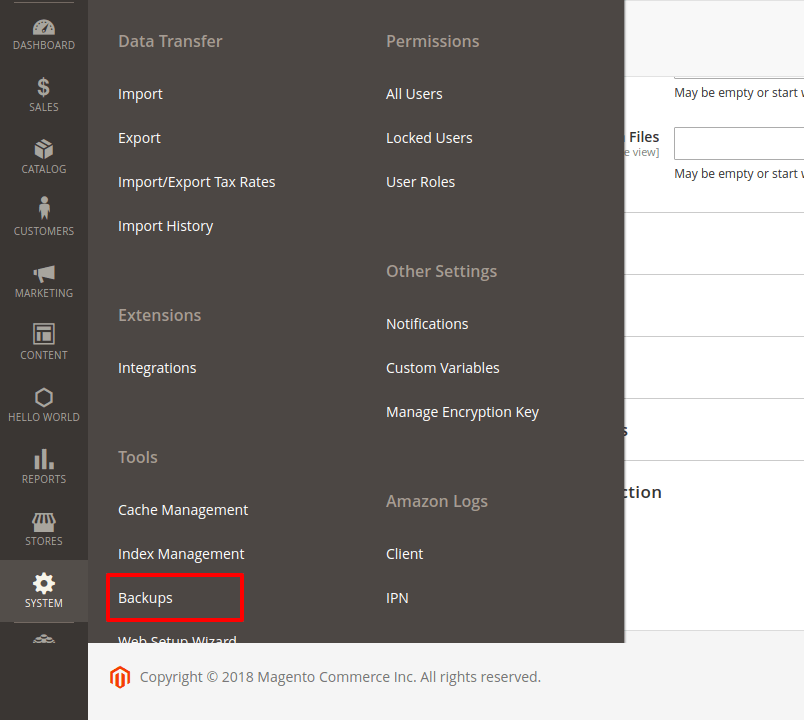 DASHBOARD
SALES
CATALOG
CUSTOMERS
MARKETING
CONTENT
HELLO WORLD
REPORTS
STORES
SYSTEM
Data Transfer
Import
Export
Import/Export Tax Rates
Import History
Extensions
Integrations
Tools
Cache Management
Index Management
Backups
Web Setup Wizard
Permissions
All Users
Locked Users
User Roles
Other Settings
Notifications
Custom Variables
Manage Encryption Key
Amazon Logs
Client
IPN
May be empty or start
Files
view]
May be empty or start
ction
Copyright © 2018 Magento Commerce Inc. All rights reserved.